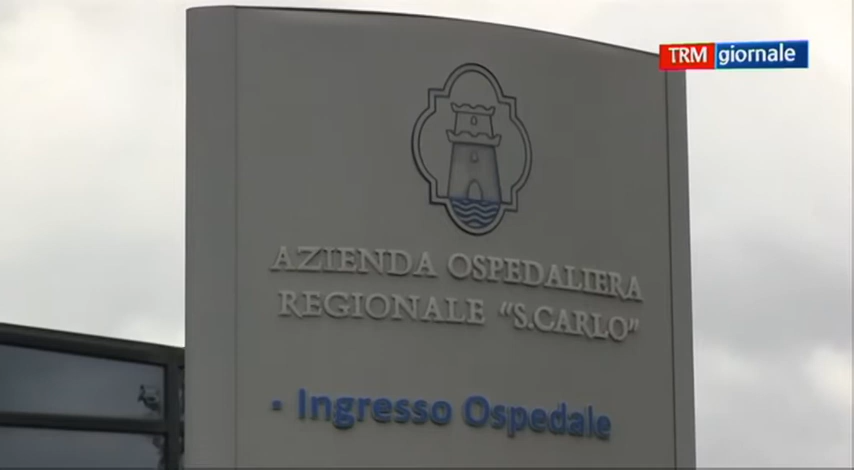 TRM giornale
AZIENDA OSPEDALIERA
REGIONALE "S.CARLO"
- Ingresso Ospedale